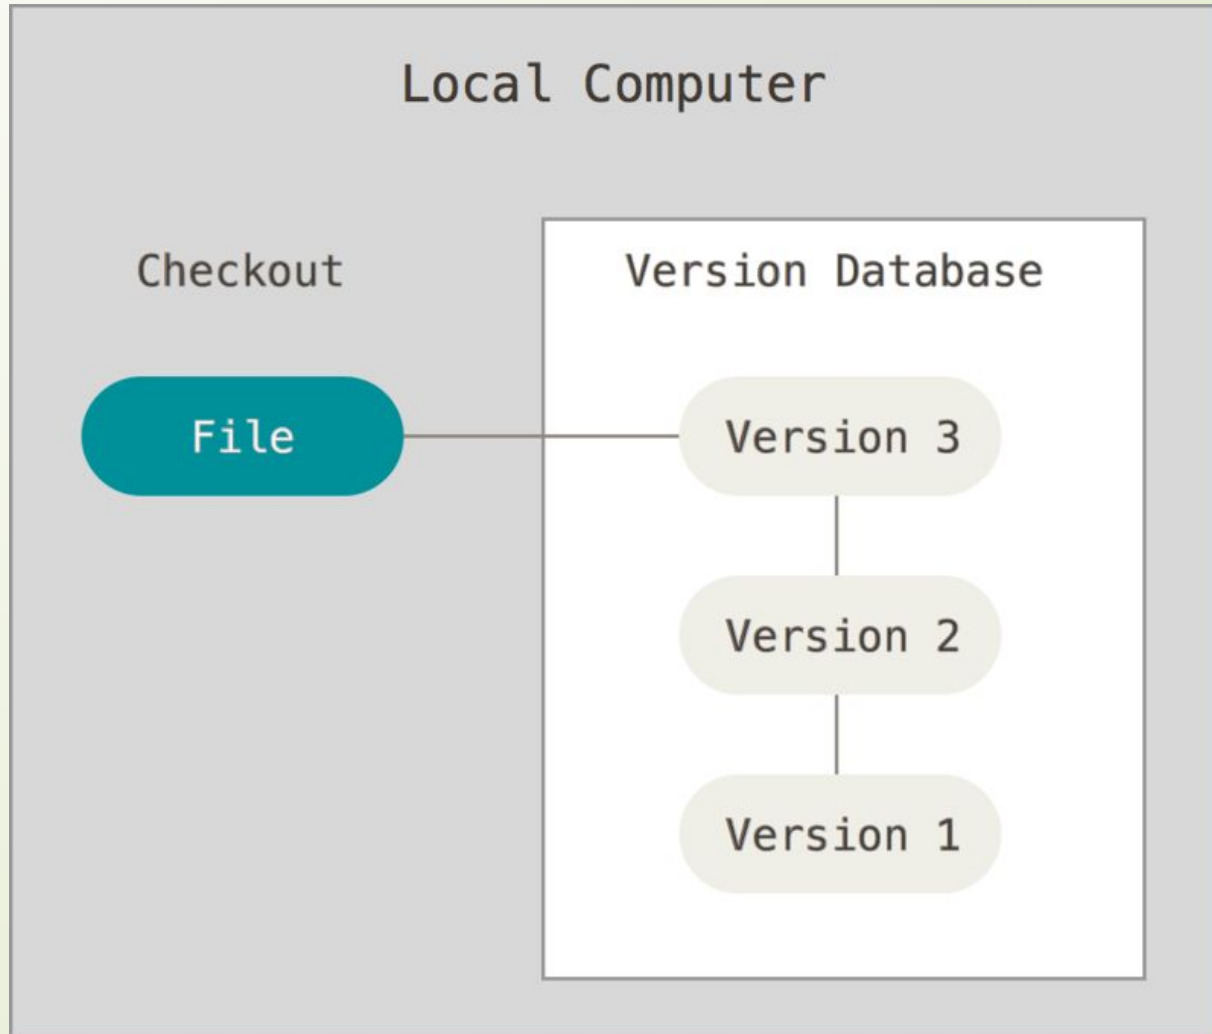 Local Computer
Checkout
Version Database
File
Version 3
Version 2
Version 1